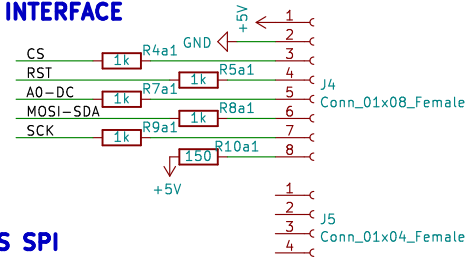 INTERFACE
+5V
1
GND
2
CS
1k
R4a1
3
RST
1k
R5a1
4
J4
A0-DC
1k
R7a1
5
Conn_01x08_Female
MOSI-SDA
1k
R8a1
6
SCK
1k
R9a1
7
150
R10a1
8
+5V
1
2
J5
3
Conn_01x04_Female
S SPI
4